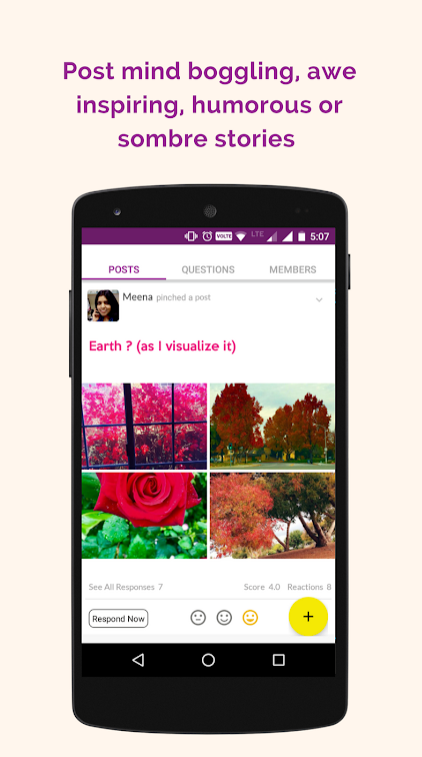 Post mind boggling, awe
inspiring, humorous or
sombre stories
VOLTE LTE 5:07
POSTS QUESTIONS MEMBERS
Meena pinched a post
Earth ? (as I visualize it)
See All Responses 7 Score 4.0 Reactions 8
Respond Now +